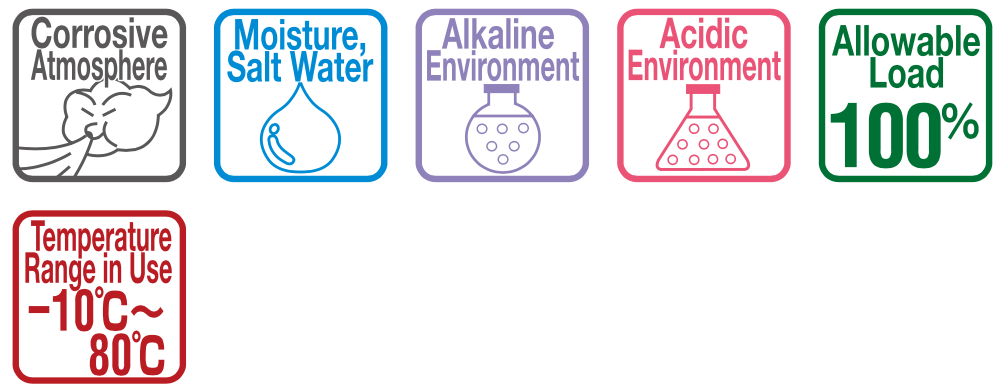 Corrosive
Atmosphere
Moisture,
Salt Water
Alkaline
Environment
Acidic
Environment
Allowable
Load
100%
Temperature
Range in Use
−10℃～
80℃